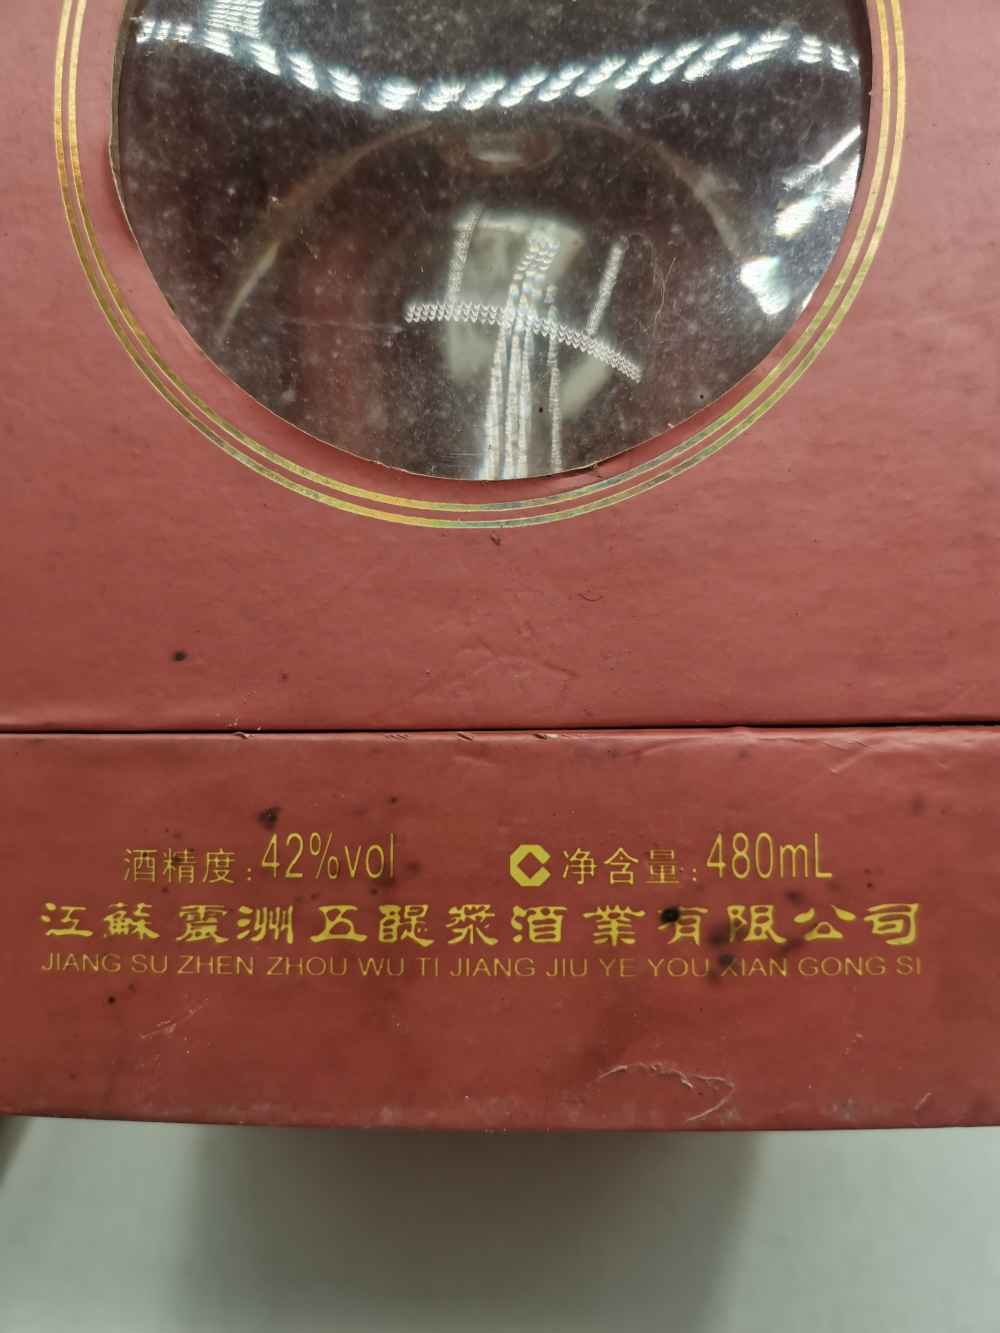 酒精度:42%vol 净含量:480mL
江蘇震洲五醍漿酒業有限公司
JIANG SU ZHEN ZHOU WU TI JIANG JIU YE YOU XIAN GONG SI